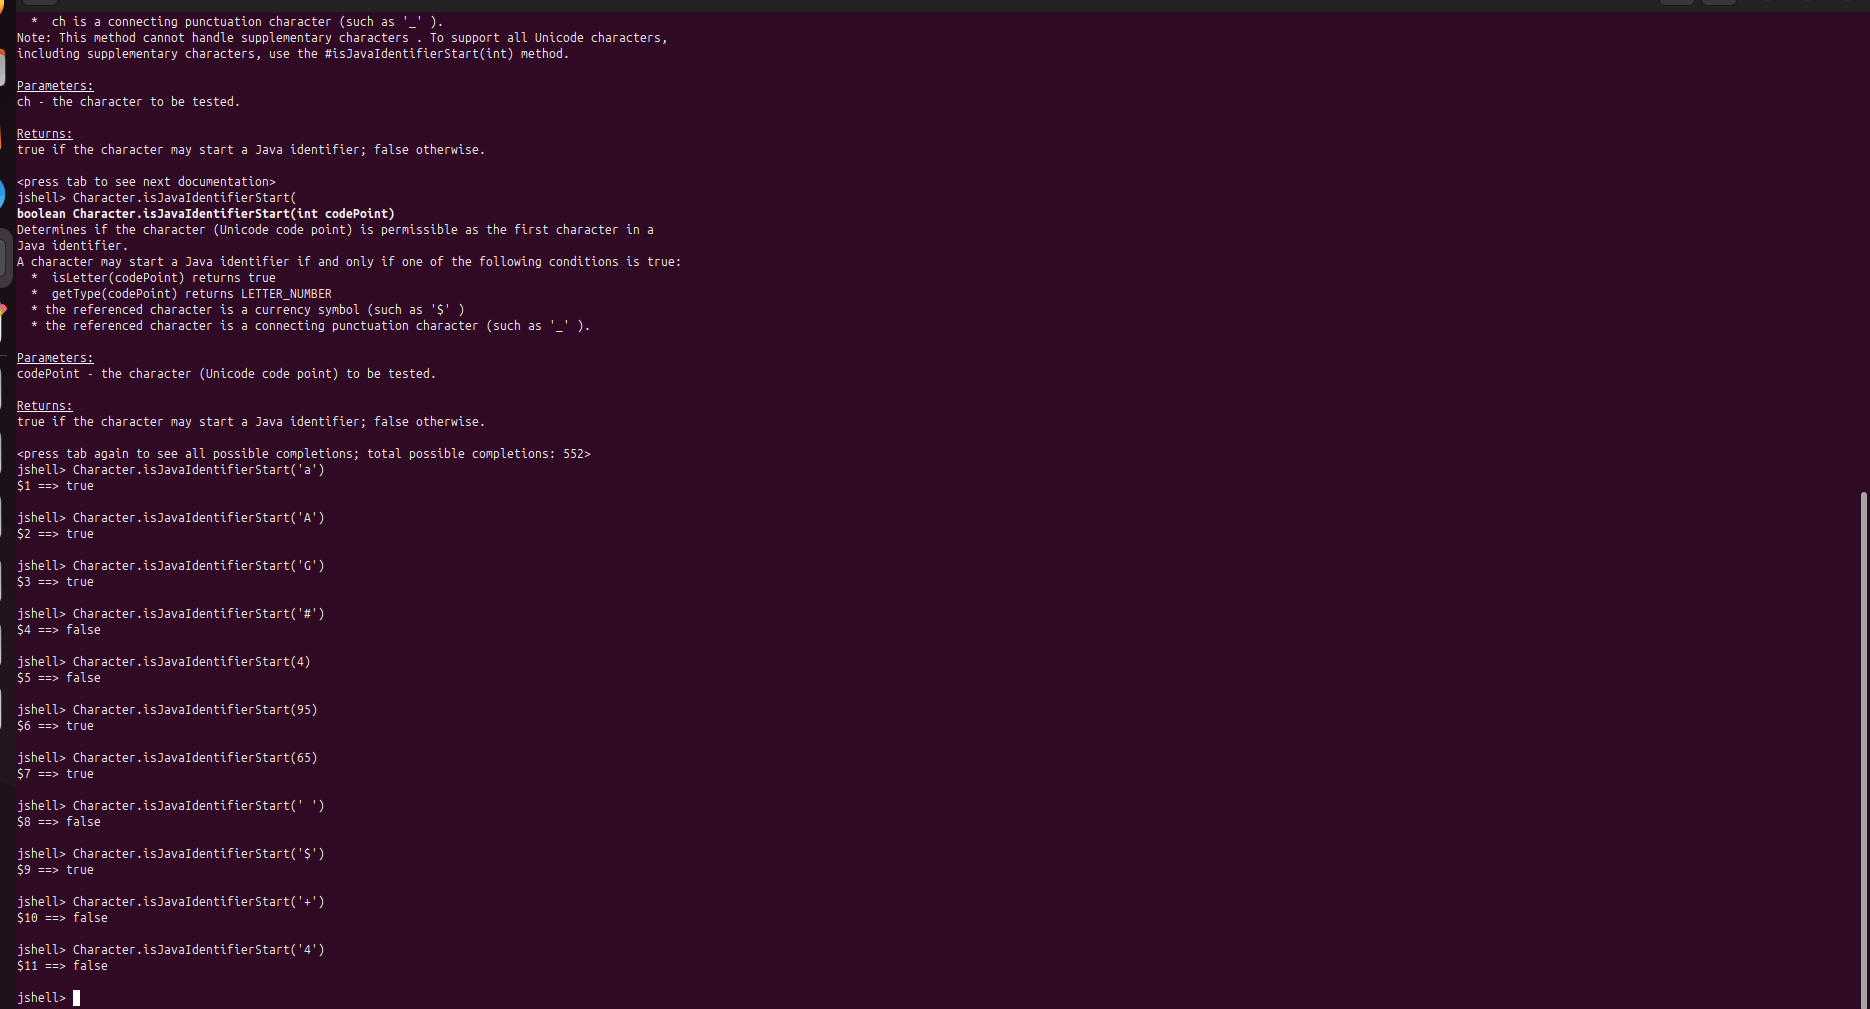 *  ch is a connecting punctuation character (such as '_' ).
Note: This method cannot handle supplementary characters . To support all Unicode characters,
including supplementary characters, use the #isJavaIdentifierStart(int) method.
Parameters:
ch - the character to be tested.
Returns:
true if the character may start a Java identifier; false otherwise.
<press tab to see next documentation>
jshell> Character.isJavaIdentifierStart(
boolean Character.isJavaIdentifierStart(int codePoint)
Determines if the character (Unicode code point) is permissible as the first character in a
Java identifier.
A character may start a Java identifier if and only if one of the following conditions is true:
*  isLetter(codePoint) returns true
*  getType(codePoint) returns LETTER_NUMBER
* the referenced character is a currency symbol (such as '$' )
* the referenced character is a connecting punctuation character (such as '_' ).
Parameters:
codePoint - the character (Unicode code point) to be tested.
Returns:
true if the character may start a Java identifier; false otherwise.
<press tab again to see all possible completions; total possible completions: 552>
jshell> Character.isJavaIdentifierStart('a')
$1 ==> true
jshell> Character.isJavaIdentifierStart('A')
$2 ==> true
jshell> Character.isJavaIdentifierStart('G')
$3 ==> true
jshell> Character.isJavaIdentifierStart('#')
$4 ==> false
jshell> Character.isJavaIdentifierStart(4)
$5 ==> false
jshell> Character.isJavaIdentifierStart(95)
$6 ==> true
jshell> Character.isJavaIdentifierStart(65)
$7 ==> true
jshell> Character.isJavaIdentifierStart(' ')
$8 ==> false
jshell> Character.isJavaIdentifierStart('$')
$9 ==> true
jshell> Character.isJavaIdentifierStart('+')
$10 ==> false
jshell> Character.isJavaIdentifierStart('4')
$11 ==> false
jshell>